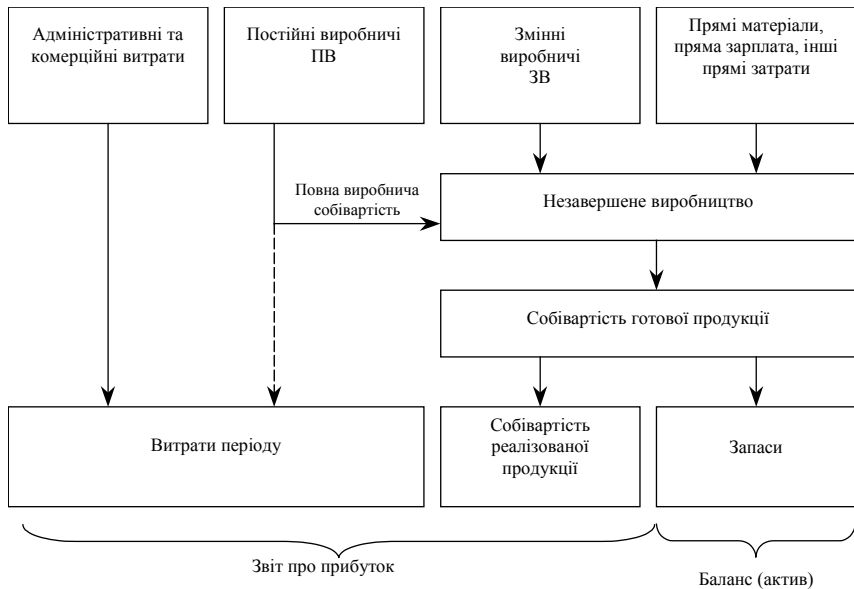 Адміністративні та
комерційні витрати
Постійні виробничі
ПВ
Змінні
виробничі
ЗВ
Прямі матеріали,
пряма зарплата, інші
прямі затрати
Повна виробнича
собівартість
Незавершене виробництво
Собівартість готової продукції
Витрати періоду
Собівартість
реалізованої
продукції
Запаси
Звіт про прибуток
Баланс (актив)